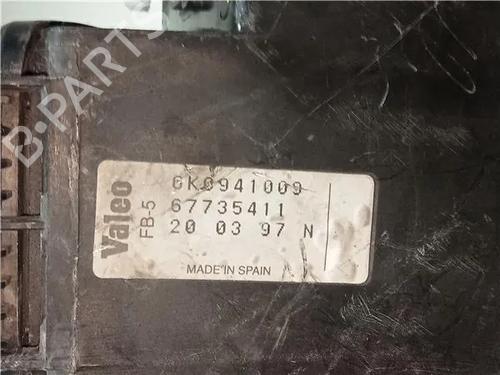 B-PARTS
Valeo
FB-5
6K0941009
67735411
20 03 97 N
MADE IN SPAIN